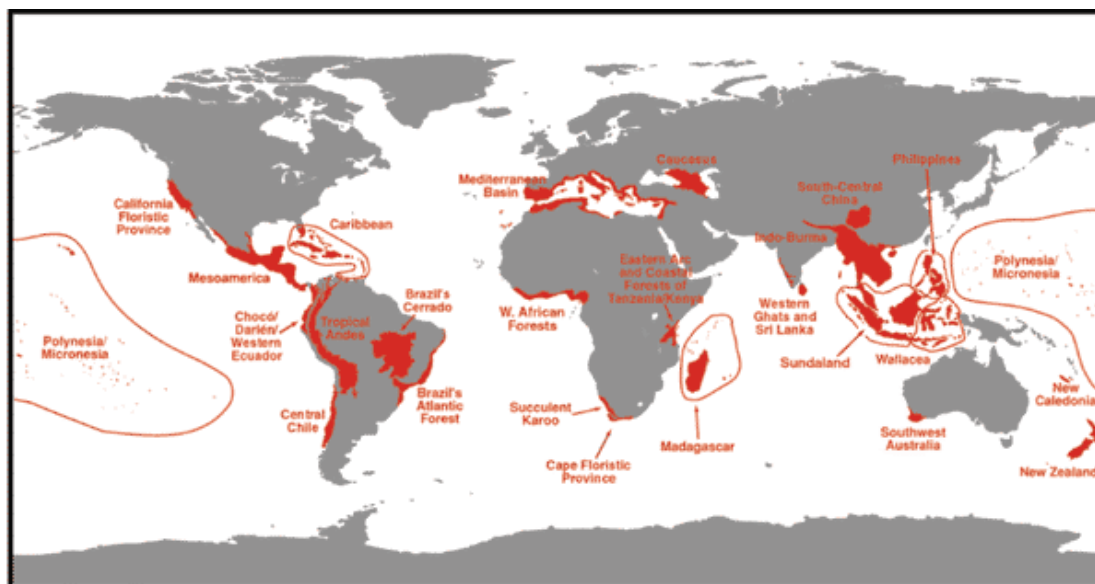 California
Floristic
Province
Caribbean
Mesoamerica
Polynesia/
Micronesia
Chocó/
Darlén/
Western
Ecuador
Tropical
Andes
Brazil's
Cerrado
Brazil's
Atlantic
Forest
Central
Chile
Mediterranean
Basin
Caucasus
W. African
Forests
Eastern Arc
and Coastal
Forests of
Tanzania/Kenya
Succulent
Karoo
Cape Floristic
Province
Madagascar
South-Central
China
Indo-Burma
Philippines
Western
Ghats and
Sri Lanka
Sundaland
Wallacea
Polynesia/
Micronesia
New
Caledonia
Southwest
Australia
New Zealand